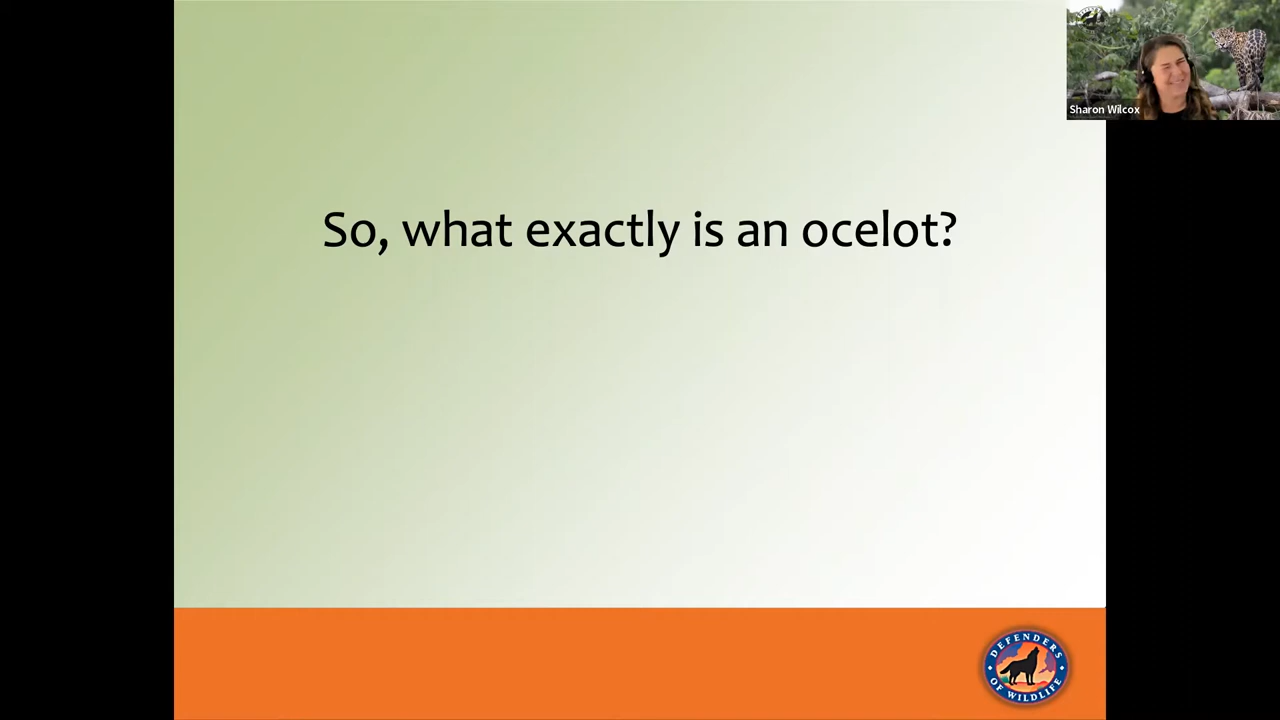 So, what exactly is an ocelot?
Sharon Wilcox
DEFENDERS
OF WILDLIFE